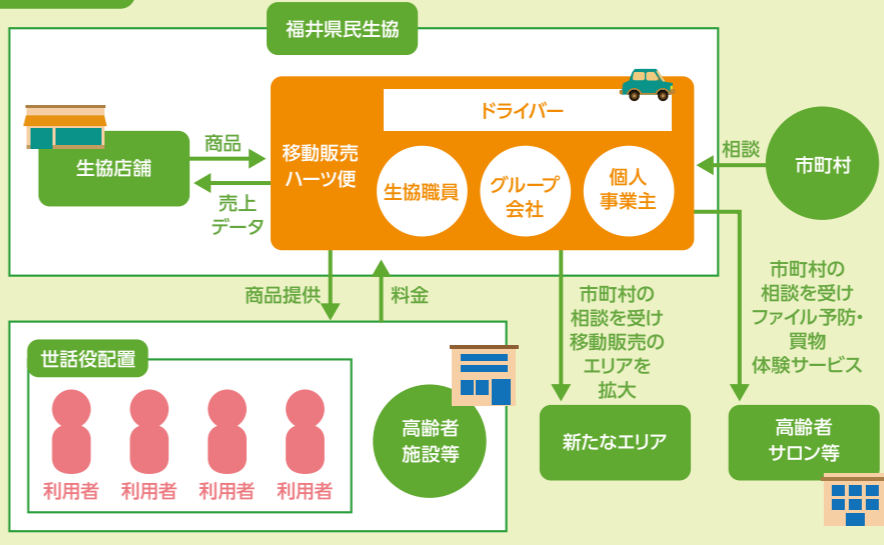 福井県民生協
ドライバー
移動販売
ハーツ便
生協職員
グループ
会社
個人
事業主
生協店舗
商品
売上
データ
相談
市町村
商品提供
料金
市町村の
相談を受け
移動販売の
エリアを
拡大
市町村の
相談を受け
ファイル予防・
買物
体験サービス
世話役配置
利用者
利用者
利用者
利用者
高齢者
施設等
新たなエリア
高齢者
サロン等